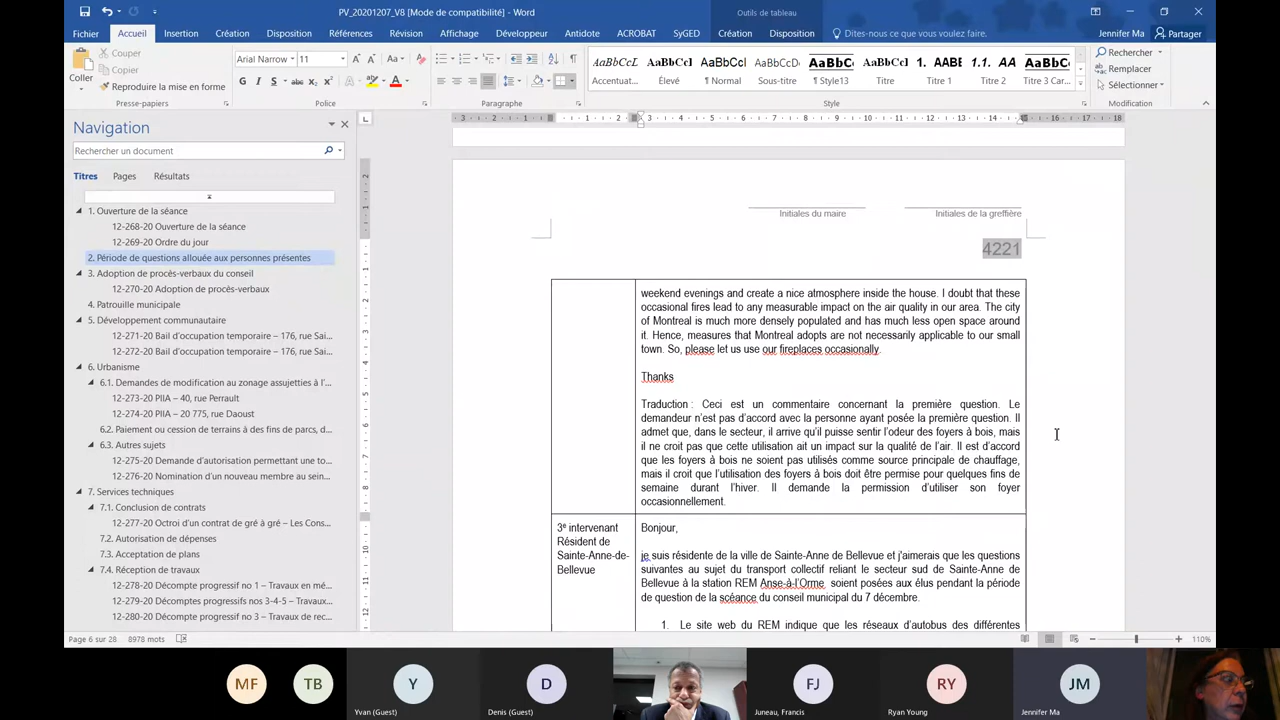 PV_20201207_V8 [Mode de compatibilité] - Word
Outils de tableau
Fichier Accueil Insertion Création Disposition Références Révision Affichage Développeur Antidote ACROBAT SyGED Création Disposition Dites-nous ce que vous voulez faire. Jennifer Ma Partager
Coller
Couper
Copier
Reproduire la mise en forme
Presse-papiers
Arial Narrow 11
Police
Paragraphe
AaBbCcL AaBbCcI AaBbCcI AaBbCcD AaBbCc AaBbCcl 1. AABE 1.1. AA AaBbC
Accentuat... Élevé ¶ Normal Sous-titre ¶ Style13 Titre Titre 1 Titre 2 Titre 3 Car...
Style
Rechercher
Remplacer
Sélectionner
Modification
Navigation
Rechercher un document
Titres Pages Résultats
1. Ouverture de la séance
12-268-20 Ouverture de la séance
12-269-20 Ordre du jour
2. Période de questions allouée aux personnes présentes
3. Adoption de procès-verbaux du conseil
12-270-20 Adoption de procès-verbaux
4. Patrouille municipale
5. Développement communautaire
12-271-20 Bail d'occupation temporaire – 176, rue Sai...
12-272-20 Bail d'occupation temporaire – 176, rue Sai...
6. Urbanisme
6.1. Demandes de modification au zonage assujetties à l'...
12-273-20 PIIA – 40, rue Perrault
12-274-20 PIIA – 20 775, rue Daoust
6.2. Paiement ou cession de terrains à des fins de parcs, d...
6.3. Autres sujets
12-275-20 Demande d'autorisation permettant une to...
12-276-20 Nomination d'un nouveau membre au sein...
7. Services techniques
7.1. Conclusion de contrats
12-277-20 Octroi d'un contrat de gré à gré – Les Cons...
7.2. Autorisation de dépenses
7.3. Acceptation de plans
7.4. Réception de travaux
12-278-20 Décompte progressif no 1 – Travaux en mé...
12-279-20 Décomptes progressifs nos 3-4-5 – Travaux...
12-280-20 Décompte progressif no 3 – Travaux de rec...
Initiales du maire Initiales de la greffière
4221
weekend evenings and create a nice atmosphere inside the house. I doubt that these
occasional fires lead to any measurable impact on the air quality in our area. The city
of Montreal is much more densely populated and has much less open space around
it. Hence, measures that Montreal adopts are not necessarily applicable to our small
town. So, please let us use our fireplaces occasionally.
Thanks
Traduction : Ceci est un commentaire concernant la première question. Le
demandeur n'est pas d'accord avec la personne ayant posée la première question. Il
admet que, dans le secteur, il arrive qu'il puisse sentir l'odeur des foyers à bois, mais
il ne croit pas que cette utilisation ait un impact sur la qualité de l'air. Il est d'accord
que les foyers à bois ne soient pas utilisés comme source principale de chauffage,
mais il croit que l'utilisation des foyers à bois doit être permise pour quelques fins de
semaine durant l'hiver. Il demande la permission d'utiliser son foyer
occasionnellement.
3e intervenant
Résident de
Sainte-Anne-de-
Bellevue
Bonjour,
je suis résidente de la ville de Sainte-Anne de Bellevue et j'aimerais que les questions
suivantes au sujet du transport collectif reliant le secteur sud de Sainte-Anne de
Bellevue à la station REM Anse-à-l'Orme soient posées aux élus pendant la période
de question de la scéance du conseil municipal du 7 décembre.
1. Le site web du REM indique que les réseaux d'autobus des différentes
Page 6 sur 28 8978 mots 110%
MF TB Y D FJ RY JM
Yvan (Guest) Denis (Guest) Juneau, Francis Ryan Young Jennifer Ma